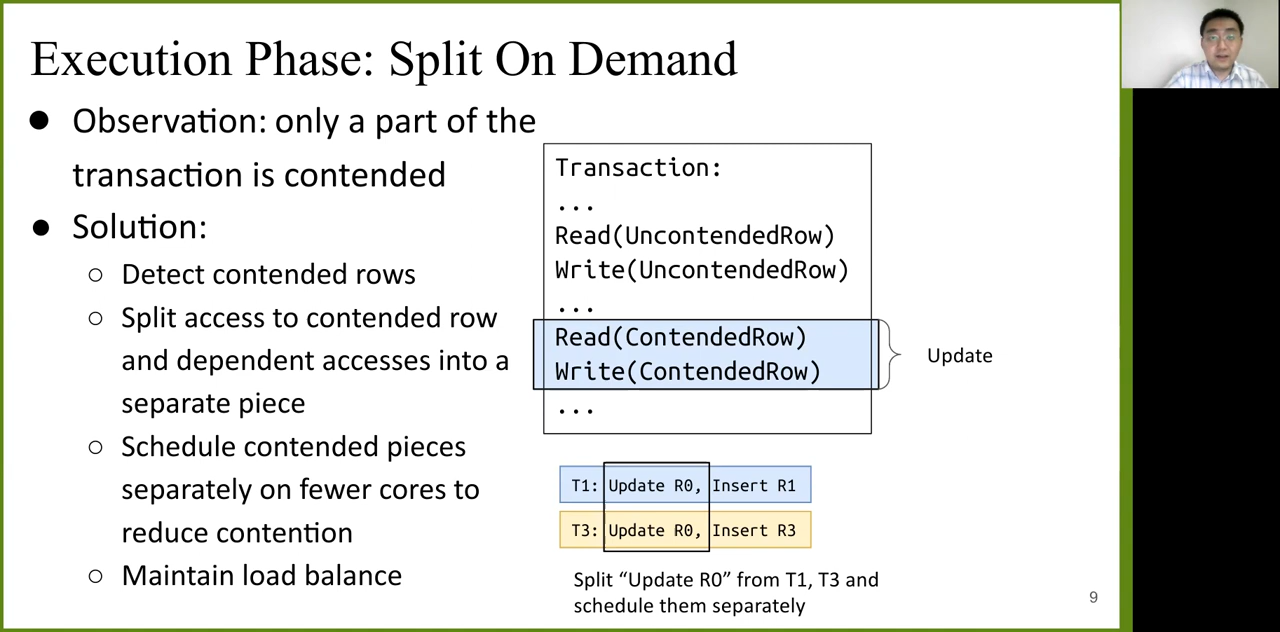 Execution Phase: Split On Demand
● Observation: only a part of the
transaction is contended
● Solution:
○ Detect contended rows
○ Split access to contended row
and dependent accesses into a
separate piece
○ Schedule contended pieces
separately on fewer cores to
reduce contention
○ Maintain load balance
Transaction:
...
Read(UncontendedRow)
Write(UncontendedRow)
...
Read(ContendedRow)
Write(ContendedRow)
...
Update
T1: Update R0, Insert R1
T3: Update R0, Insert R3
Split “Update R0” from T1, T3 and
schedule them separately
9